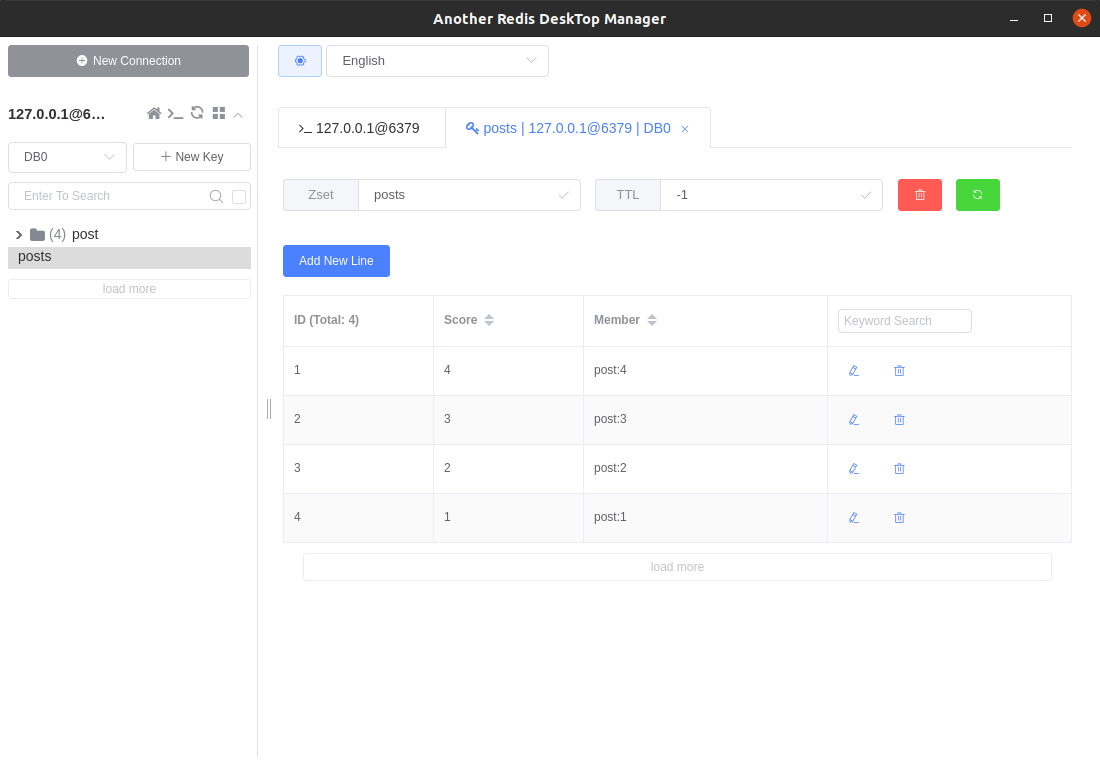 Another Redis DeskTop Manager
New Connection
127.0.0.1@6…
DB0
New Key
Enter To Search
(4) post
posts
load more
English
127.0.0.1@6379
posts | 127.0.0.1@6379 | DB0
Zset posts TTL -1
Add New Line
ID (Total: 4) Score Member Keyword Search
1 4 post:4
2 3 post:3
3 2 post:2
4 1 post:1
load more